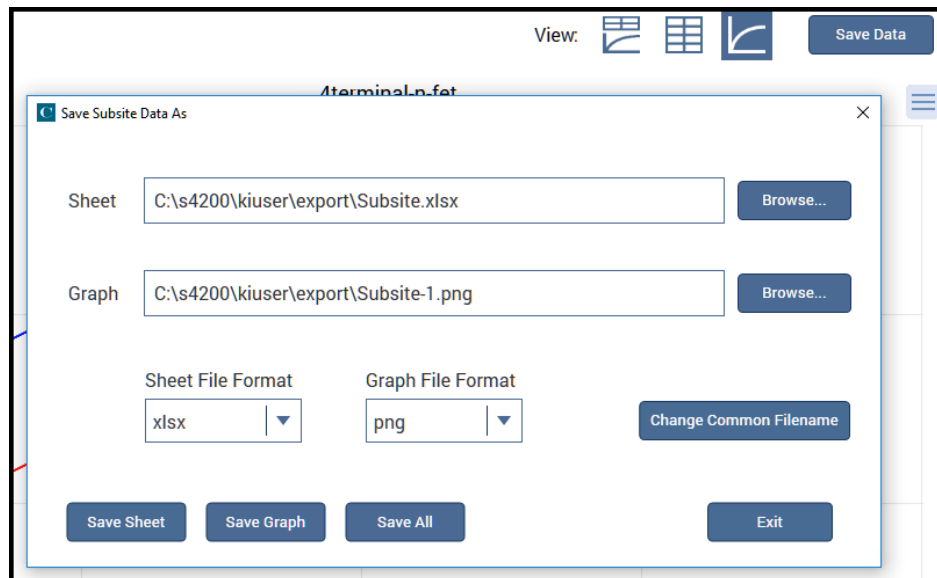 View:
Save Data
4terminal-n-fet
C Save Subsite Data As
Sheet
C:\s4200\kiuser\export\Subsite.xlsx
Browse...
Graph
C:\s4200\kiuser\export\Subsite-1.png
Browse...
Sheet File Format
Graph File Format
xlsx
png
Change Common Filename
Save Sheet
Save Graph
Save All
Exit